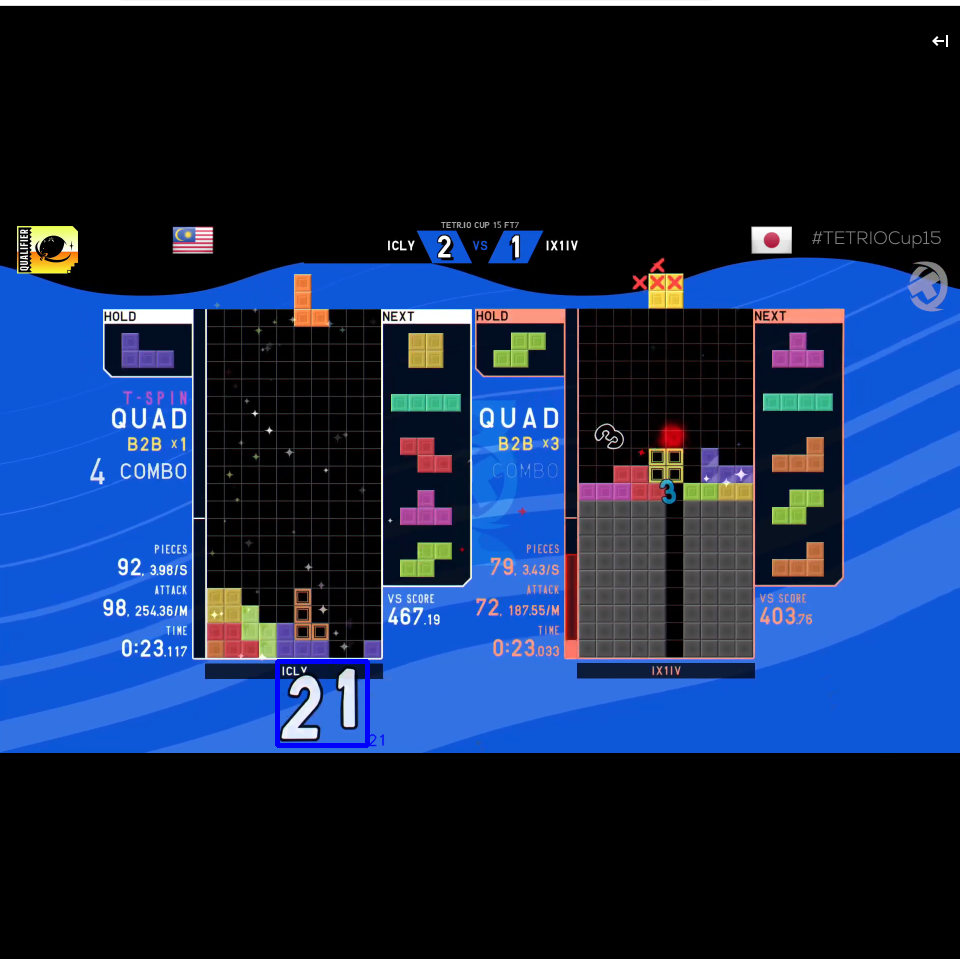 TETR.IO CUP 15 FT7
QUALIFIER
ICLY 2 VS 1 IX1IV
#TETRIOCup15
HOLD
NEXT
T-SPIN
QUAD
B2B ×1
4 COMBO
PIECES
92, 3.98/S
ATTACK
98, 254.36/M
TIME
0:23.117
VS SCORE
467.19
ICLY
21
21
HOLD
NEXT
QUAD
B2B ×3
COMBO
3
PIECES
79, 3.43/S
ATTACK
72, 187.55/M
TIME
0:23.033
VS SCORE
403.76
IX1IV